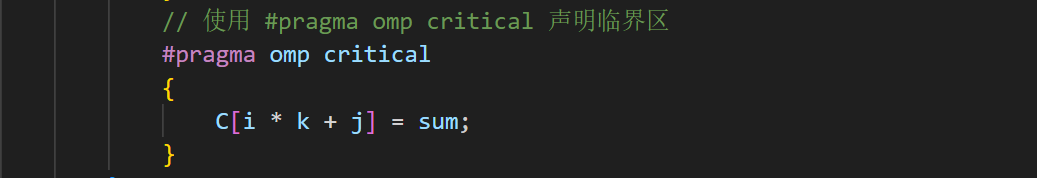 // 使用 #pragma omp critical 声明临界区
#pragma omp critical
{
C[i * k + j] = sum;
}